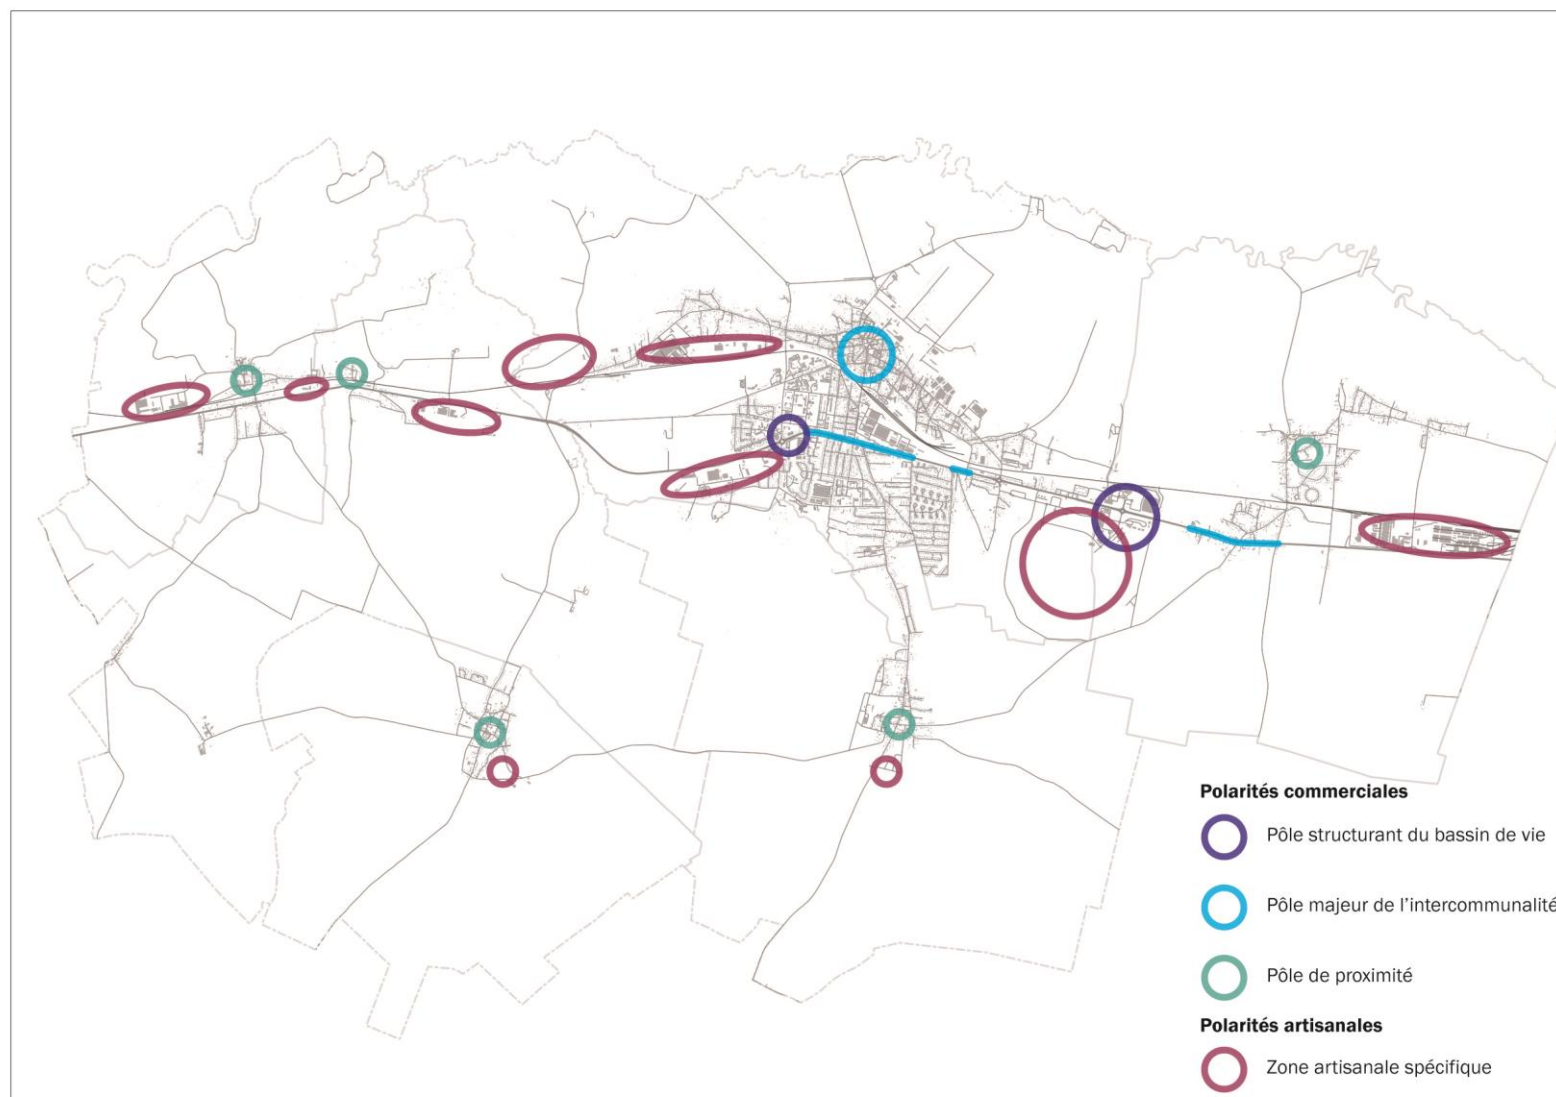 Polarités commerciales
Pôle structurant du bassin de vie
Pôle majeur de l'intercommunalité
Pôle de proximité
Polarités artisanales
Zone artisanale spécifique